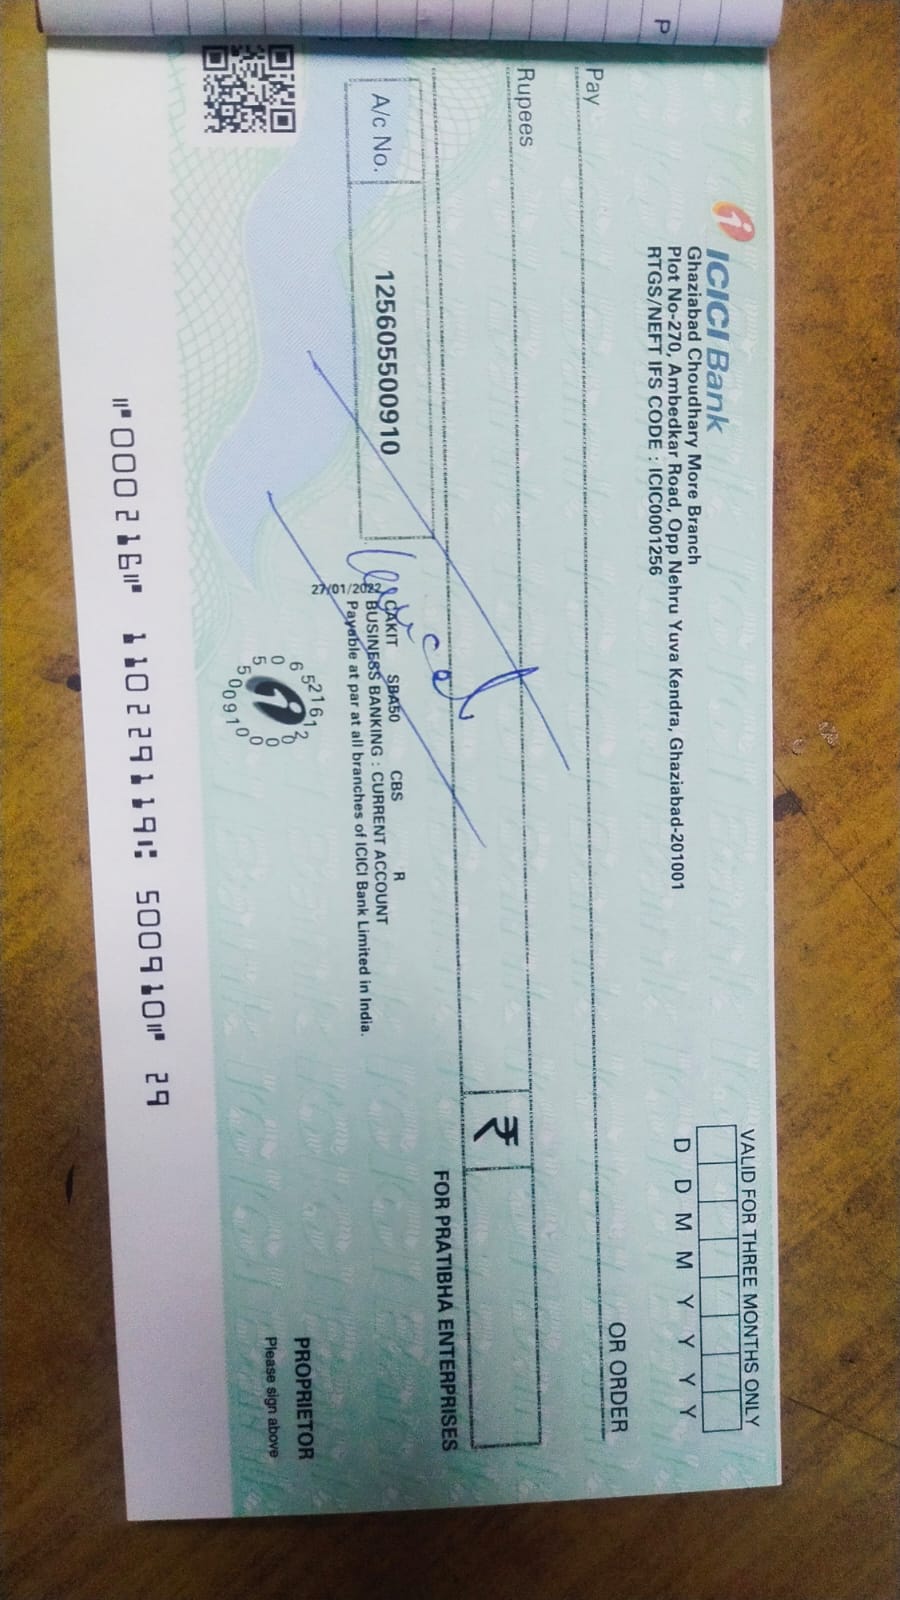 P
ICICI Bank
Ghaziabad Choudhary More Branch
Plot No-270, Ambedkar Road, Opp Nehru Yuva Kendra, Ghaziabad-201001
RTGS/NEFT IFS CODE : ICIC0001256
VALID FOR THREE MONTHS ONLY
D D M M Y Y Y Y
Pay
OR ORDER
Rupees
₹
A/c No.
125605500910
FOR PRATIBHA ENTERPRISES
CAKIT SBA50 CBS R
27/01/2022 BUSINESS BANKING : CURRENT ACCOUNT
Payable at par at all branches of ICICI Bank Limited in India.
PROPRIETOR
Please sign above
⑈000216⑈ 110229119⑆ 500910⑈ 29